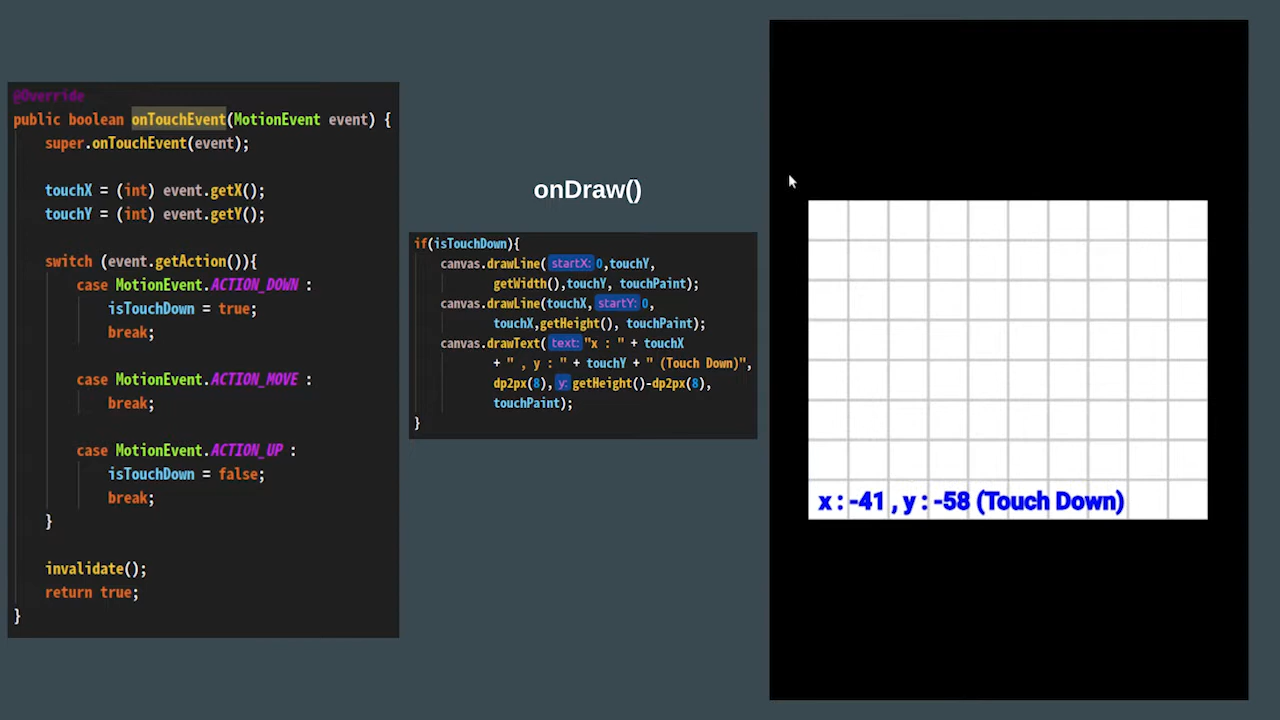 @Override
public boolean onTouchEvent(MotionEvent event) {
super.onTouchEvent(event);
touchX = (int) event.getX();
touchY = (int) event.getY();
switch (event.getAction()){
case MotionEvent.ACTION_DOWN :
isTouchDown = true;
break;
case MotionEvent.ACTION_MOVE :
break;
case MotionEvent.ACTION_UP :
isTouchDown = false;
break;
}
invalidate();
return true;
}
onDraw()
if(isTouchDown){
canvas.drawLine( startX: 0,touchY,
getWidth(),touchY, touchPaint);
canvas.drawLine(touchX, startY: 0,
touchX,getHeight(), touchPaint);
canvas.drawText( text: "x : " + touchX
+ " , y : " + touchY + " (Touch Down)",
dp2px(8), y: getHeight()-dp2px(8),
touchPaint);
}
x : -41 , y : -58 (Touch Down)